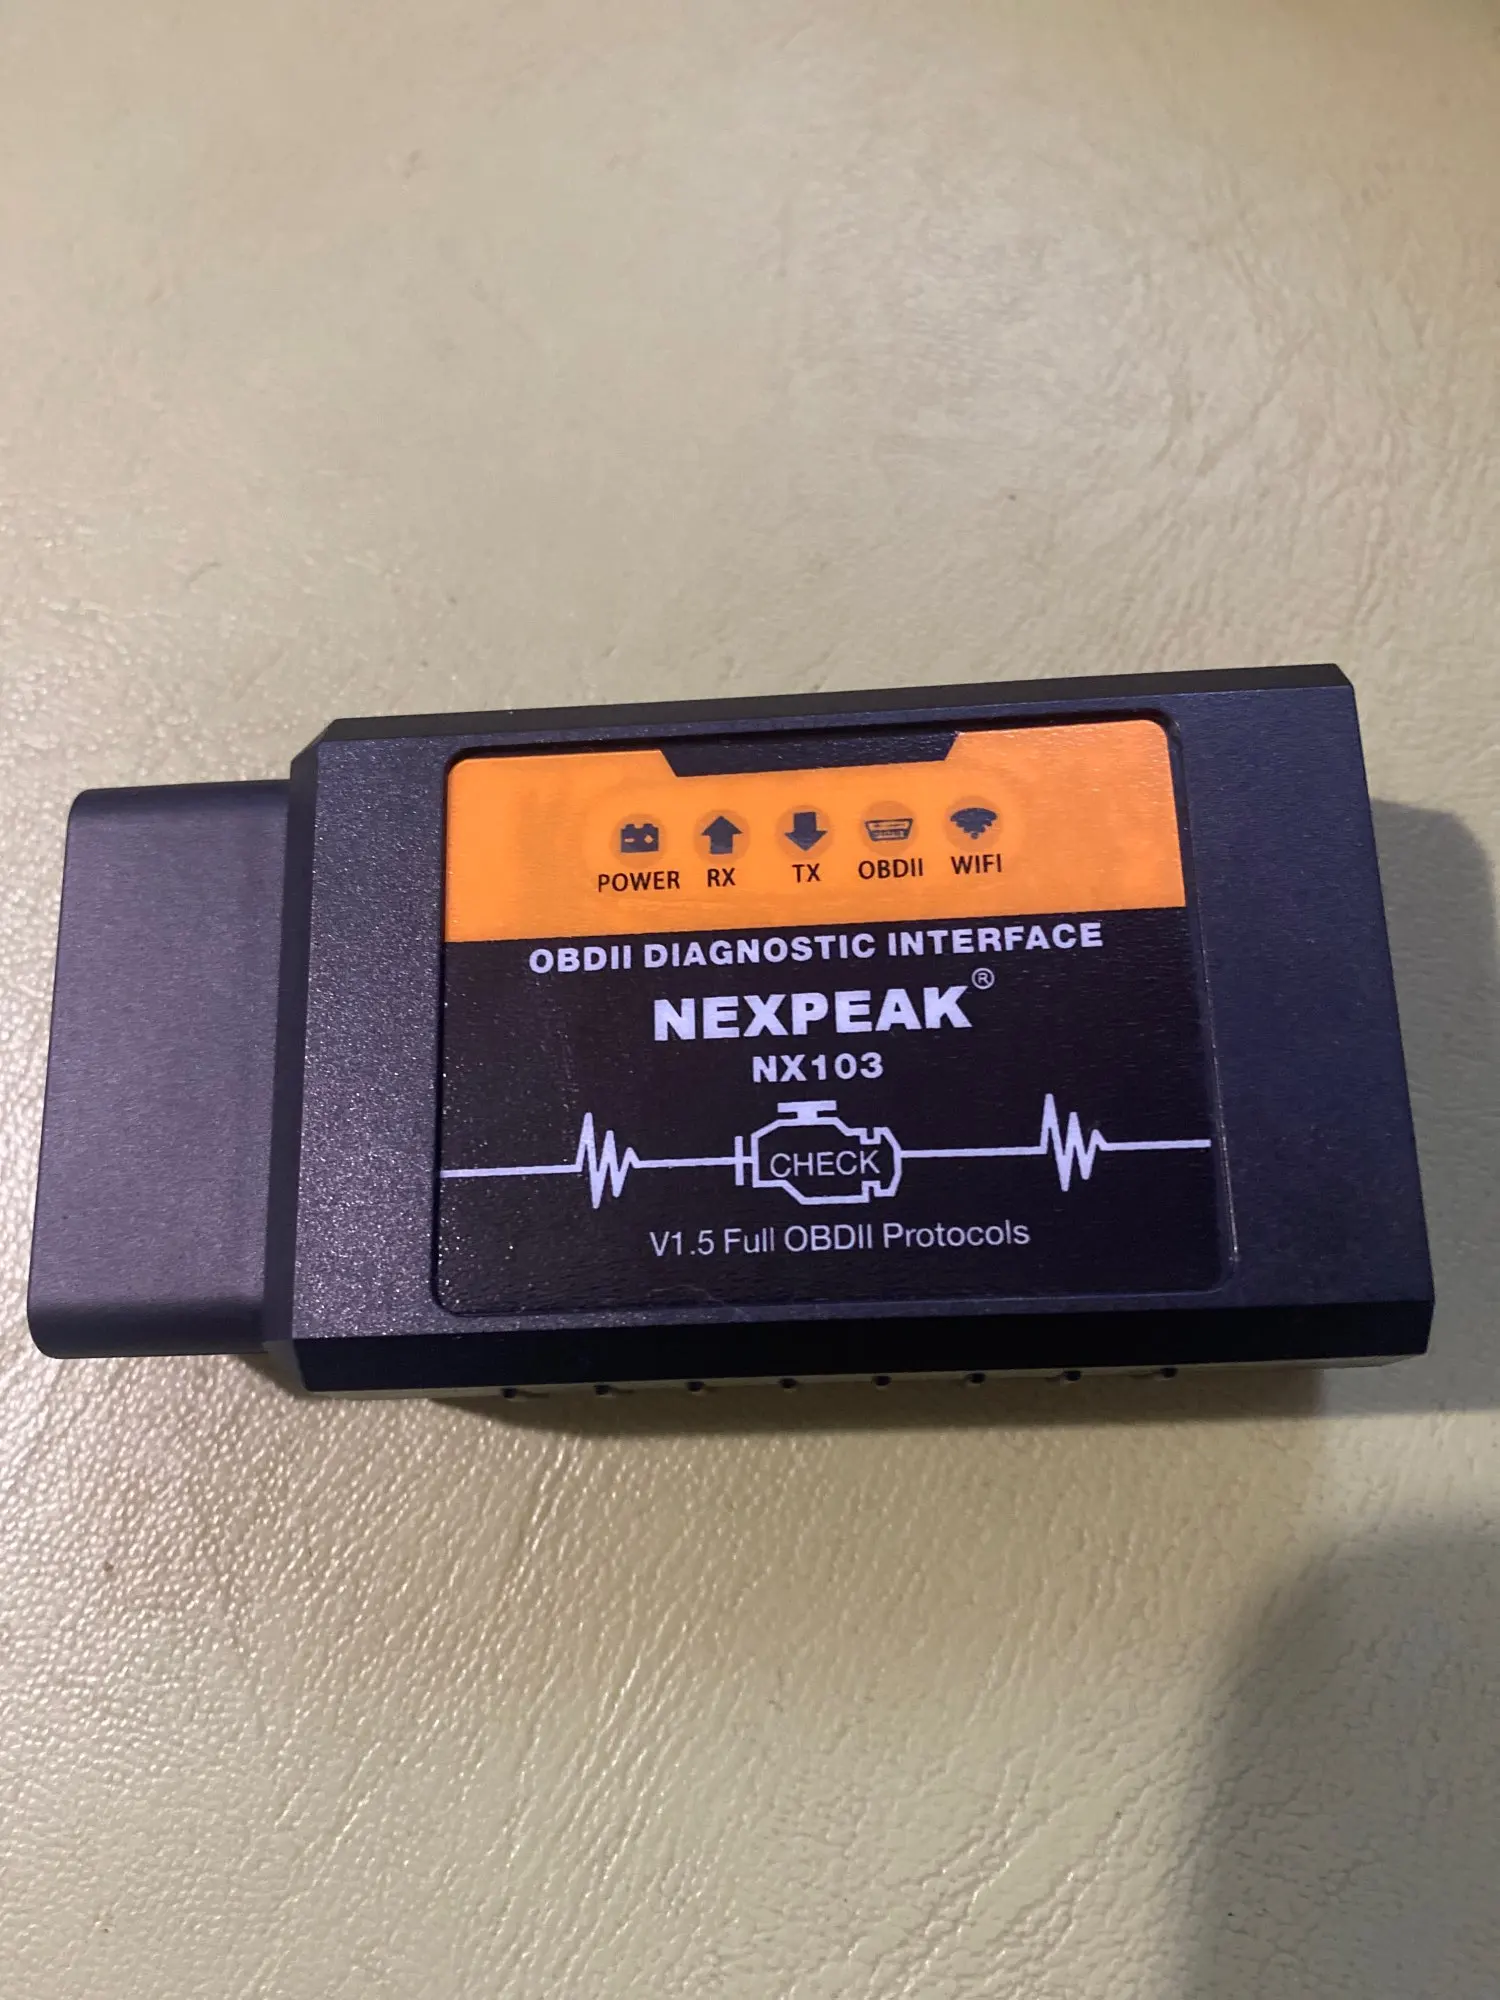 POWER RX TX OBDII WIFI
OBDII DIAGNOSTIC INTERFACE
NEXPEAK®
NX103
CHECK
V1.5 Full OBDII Protocols